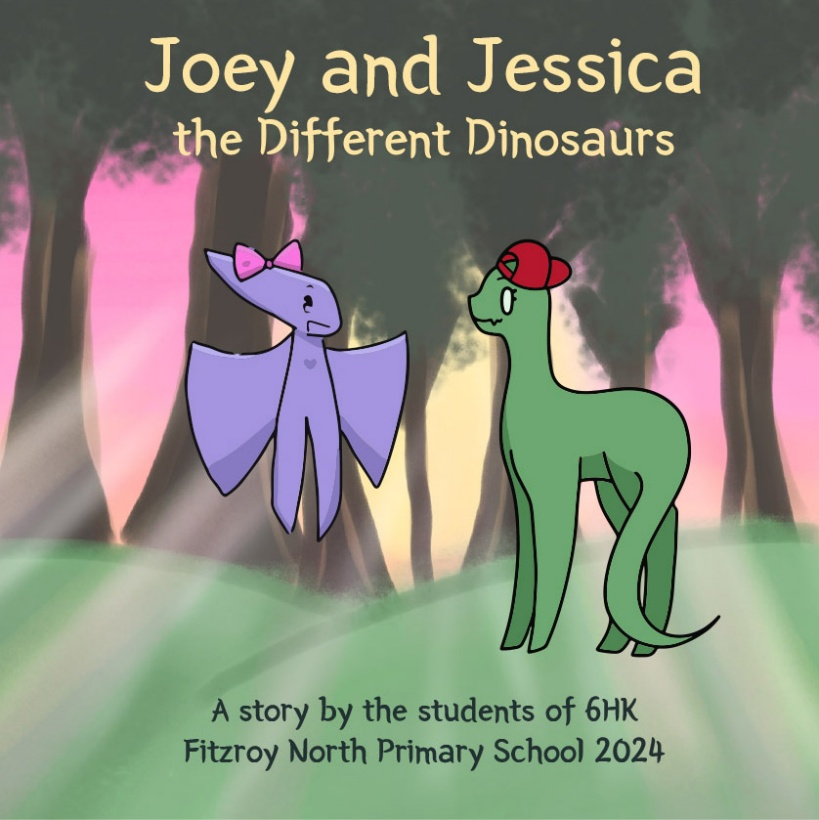 Joey and Jessica
the Different Dinosaurs
A story by the students of 6HK
Fitzroy North Primary School 2024